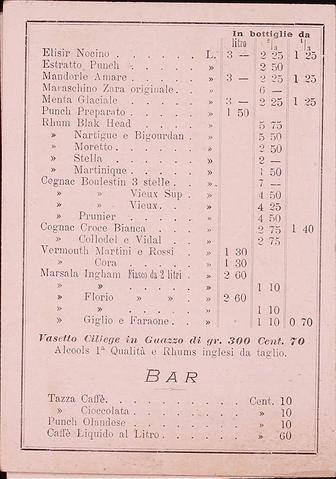 In bottiglie da
litro 2/3 1/3
Elisir Nocino . . . . . L. 3 — 2 25 1 25
Estratto Punch . . . . . » 2 50
Mandorle Amare . . . . . » 3 — 2 25 1 25
Maraschino Zara originale. . . » 6 —
Menta Glaciale . . . . . » 3 — 2 25 1 25
Punch Preparato . . . . . » 1 50
Rhum Blak Head . . . . . » 5 75
» Nartigue e Bigourdan . » 5 50
» Moretto. . . . . . » 2 50
» Stella . . . . . » 2 —
» Martinique . . . . » 1 50
Cognac Boulestin 3 stelle . . » 7 —
» » Vieux Sup . » 4 50
» » Vieux. . . » 4 25
» Prunier . . . . . » 4 50
Cognac Croce Bianca . . . . » 2 75 1 40
» Collodel e Vidal . . » 2 75
Vermouth Martini e Rossi . » 1 30
» Cora . . . . » 1 30
Marsala Ingham Fiasco da 2 litri . » 2 60
» » . . . . » 1 10
» Florio » » . » 2 60
» » . . . . » 1 10
» Giglio e Faraone. . » 1 10 0 70
Vasetto Ciliege in Guazzo di gr. 300 Cent. 70
Alcools 1ª Qualità e Rhums inglesi da taglio.
BAR
Tazza Caffè. . . . . . . Cent. 10
» Cioccolata . . . . . . » 10
Punch Olandese . . . . . . » 10
Caffè Liquido al Litro . . . . . » 60